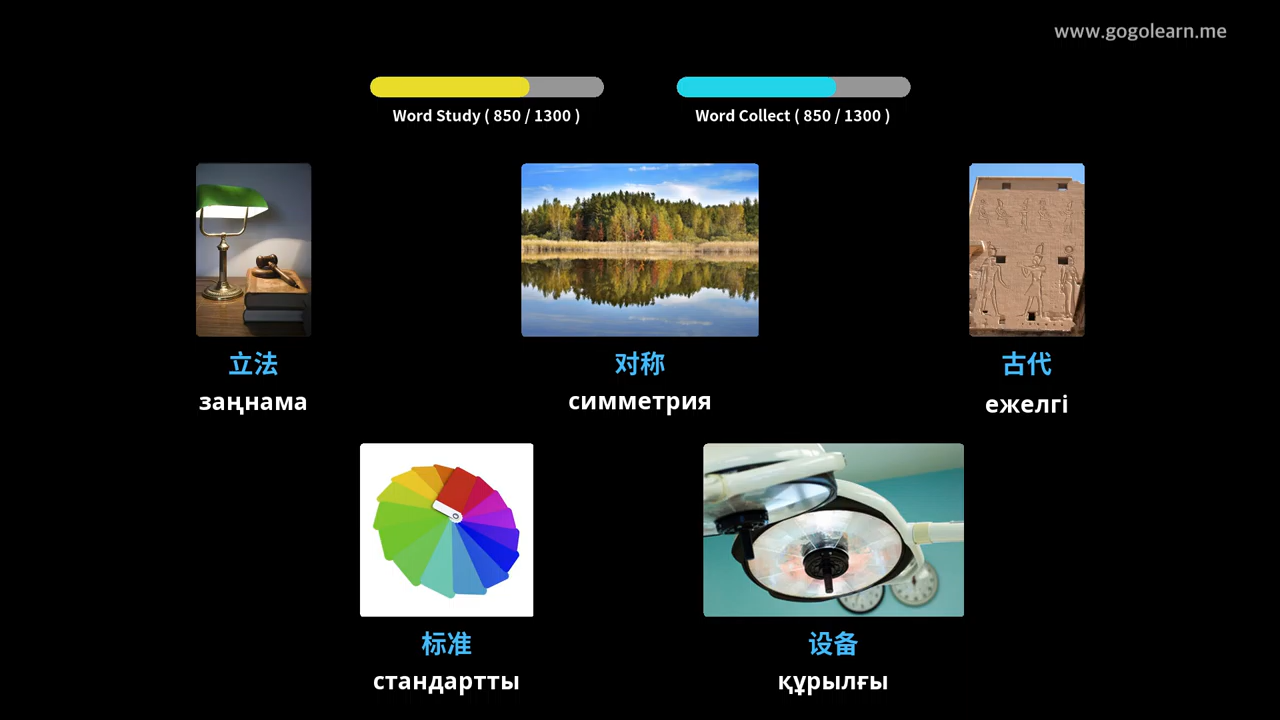 www.gogolearn.me
Word Study ( 850 / 1300 )
Word Collect ( 850 / 1300 )
立法
对称
古代
заңнама
симметрия
ежелгі
标准
设备
стандартты
құрылғы